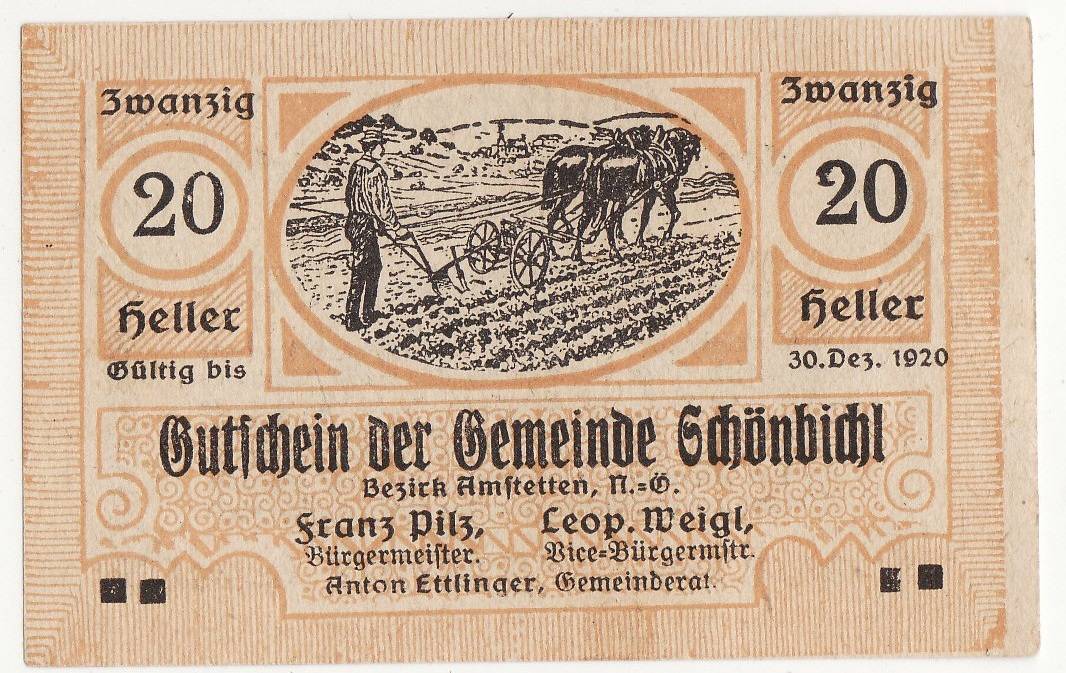 Zwanzig
20
Heller
Gültig bis
Zwanzig
20
Heller
30. Dez. 1920
Gutschein der Gemeinde Schönbichl
Bezirk Amstetten, N.=Ö.
Franz Pilz, Leop. Weigl,
Bürgermeister. Vice=Bürgermstr.
Anton Ettlinger, Gemeinderat.